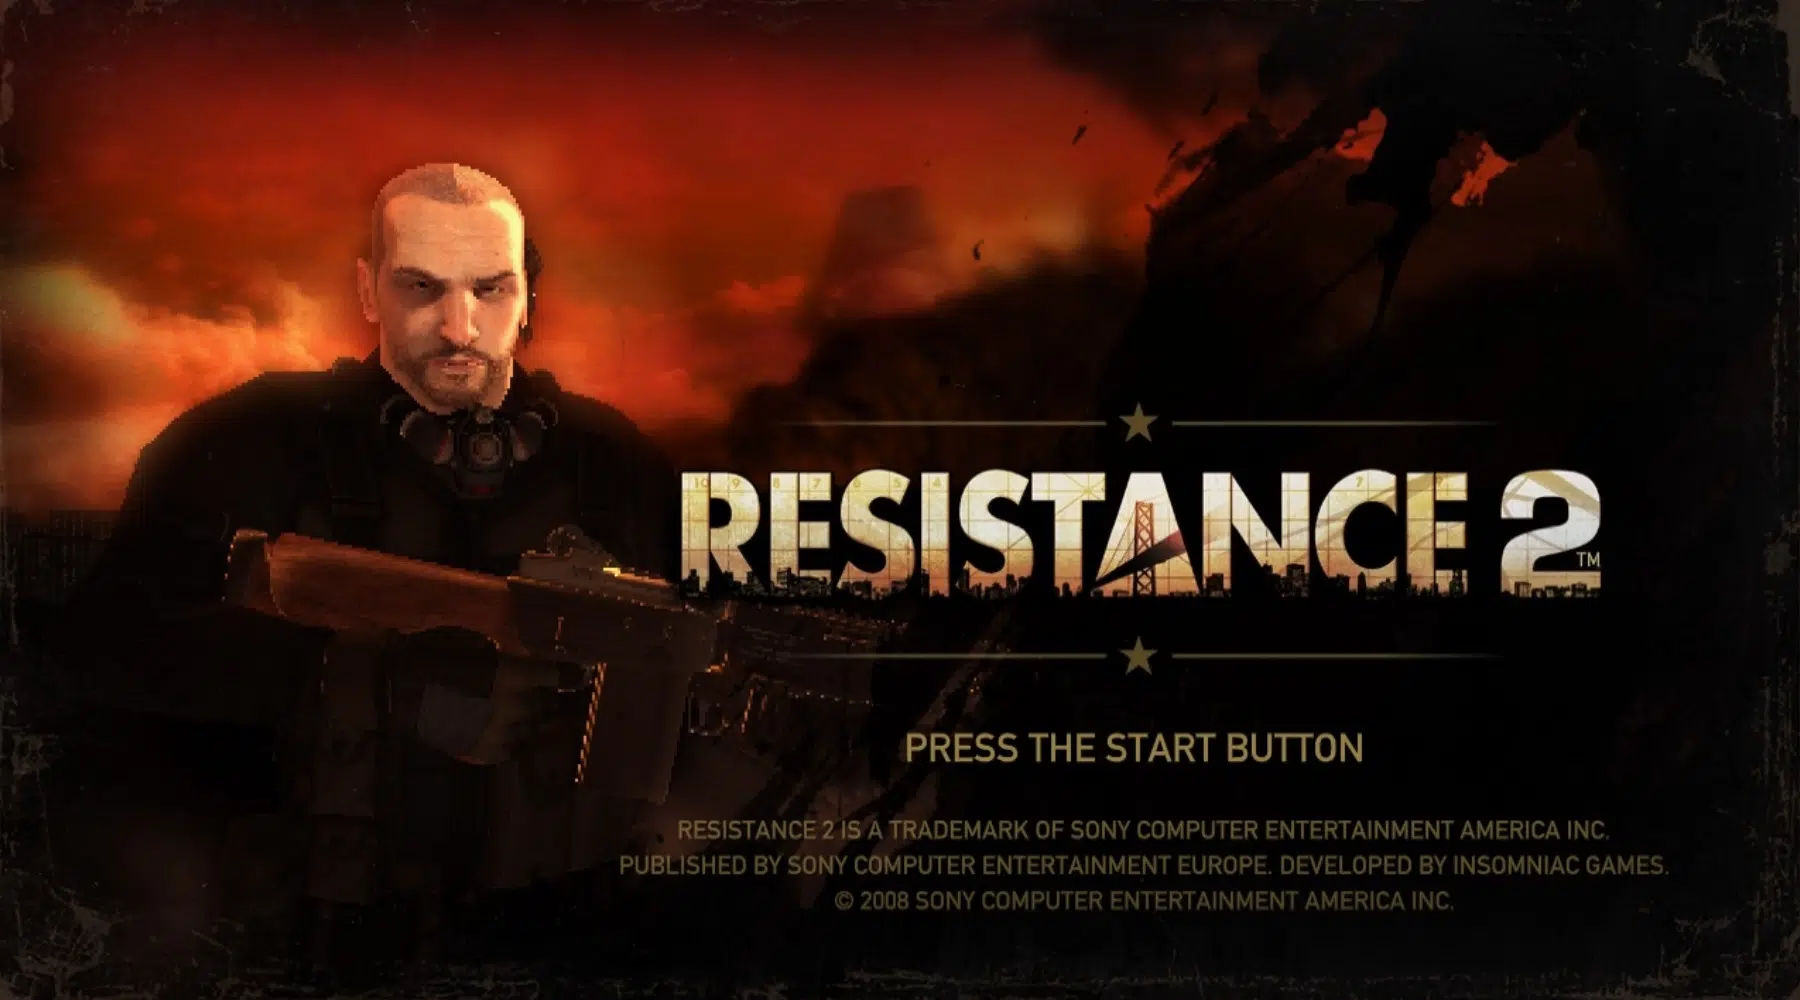 RESISTANCE 2™
PRESS THE START BUTTON
RESISTANCE 2 IS A TRADEMARK OF SONY COMPUTER ENTERTAINMENT AMERICA INC.
PUBLISHED BY SONY COMPUTER ENTERTAINMENT EUROPE. DEVELOPED BY INSOMNIAC GAMES.
© 2008 SONY COMPUTER ENTERTAINMENT AMERICA INC.